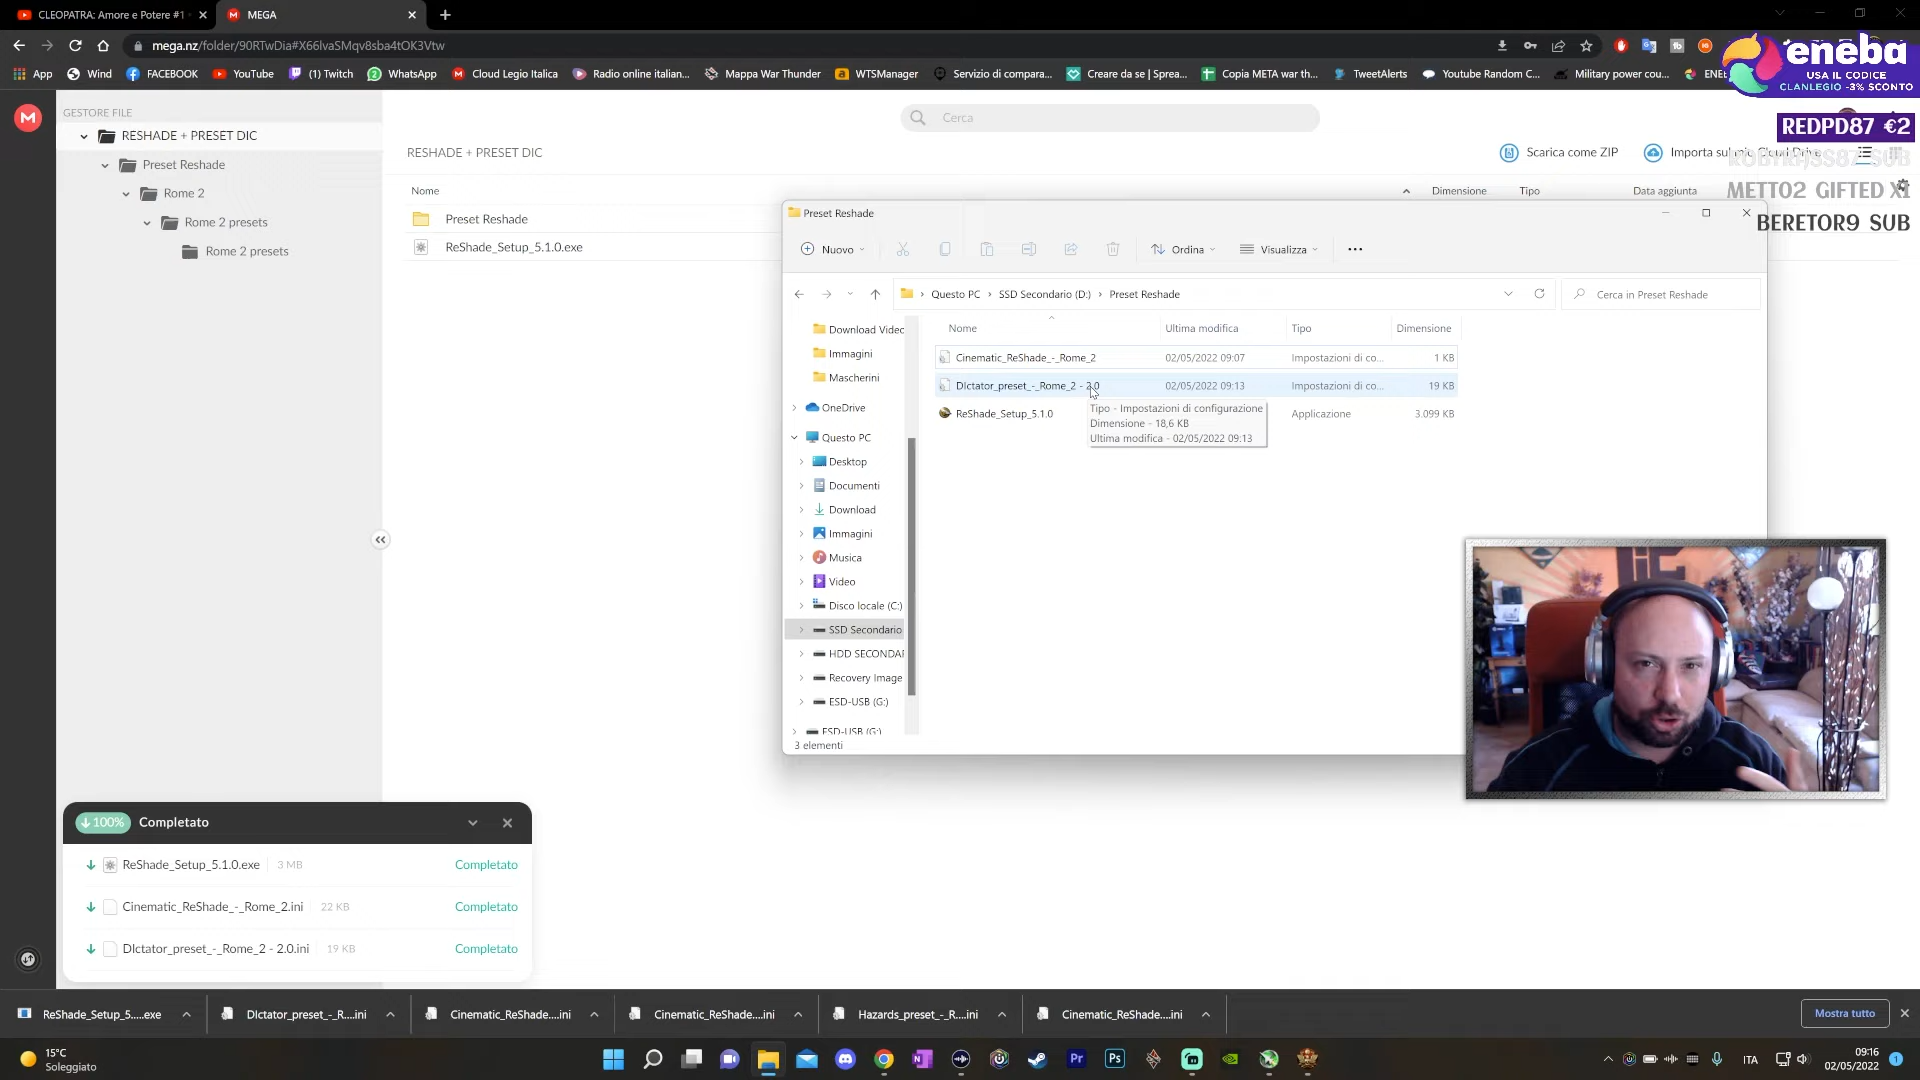 CLEOPATRA: Amore e Potere #1
MEGA
mega.nz/folder/90RTwDia#X66lvaSMqv8sba4tOK3Vtw
App
Wind
FACEBOOK
YouTube
(1) Twitch
WhatsApp
Cloud Legio Italica
Radio online italian...
Mappa War Thunder
WTSManager
Servizio di compara...
Creare da se | Sprea...
Copia META war th...
TweetAlerts
Youtube Random C...
Military power cou...
eneba
USA IL CODICE
CLANLEGIO -3% SCONTO
REDPD87 €2
METTO2 GIFTED X1
BERETOR9 SUB
GESTORE FILE
RESHADE + PRESET DIC
Preset Reshade
Rome 2
Rome 2 presets
Rome 2 presets
Cerca
RESHADE + PRESET DIC
Scarica come ZIP
Nome
Dimensione
Tipo
Data aggiunta
Preset Reshade
ReShade_Setup_5.1.0.exe
Preset Reshade
Nuovo
Ordina
Visualizza
Questo PC
SSD Secondario (D:)
Preset Reshade
Cerca in Preset Reshade
Download Video
Immagini
Mascherini
OneDrive
Questo PC
Desktop
Documenti
Download
Immagini
Musica
Video
Disco locale (C:)
SSD Secondario
HDD SECONDAR
Recovery Image
ESD-USB (G:)
ESD-USB (G:)
3 elementi
Nome
Ultima modifica
Tipo
Dimensione
Cinematic_ReShade_-_Rome_2
02/05/2022 09:07
Impostazioni di co...
1 KB
DIctator_preset_-_Rome_2 - 2.0
02/05/2022 09:13
Impostazioni di co...
19 KB
ReShade_Setup_5.1.0
Applicazione
3.099 KB
Tipo - Impostazioni di configurazione
Dimensione - 18,6 KB
Ultima modifica - 02/05/2022 09:13
100%
Completato
ReShade_Setup_5.1.0.exe
3 MB
Completato
Cinematic_ReShade_-_Rome_2.ini
22 KB
Completato
DIctator_preset_-_Rome_2 - 2.0.ini
19 KB
Completato
ReShade_Setup_5.....exe
DIctator_preset_-_R....ini
Cinematic_ReShade....ini
Cinematic_ReShade....ini
Hazards_preset_-_R....ini
Cinematic_ReShade....ini
Mostra tutto
15°C
Soleggiato
ITA
09:16
02/05/2022
1